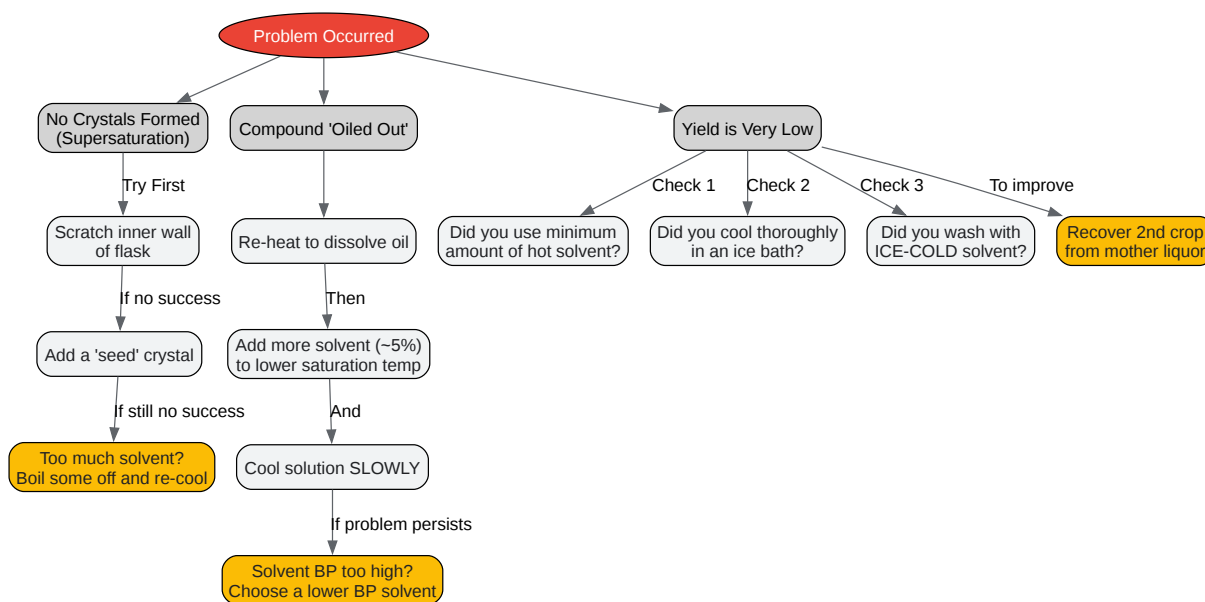 Problem Occurred
No Crystals Formed
(Supersaturation)
Compound 'Oiled Out'
Yield is Very Low
Try First
Check 1
Check 2
Check 3
To improve
Scratch inner wall
of flask
Re-heat to dissolve oil
Did you use minimum
amount of hot solvent?
Did you cool thoroughly
in an ice bath?
Did you wash with
ICE-COLD solvent?
Recover 2nd crop
from mother liquor
If no success
Then
Add a 'seed' crystal
Add more solvent (~5%)
to lower saturation temp
If still no success
And
Too much solvent?
Boil some off and re-cool
Cool solution SLOWLY
If problem persists
Solvent BP too high?
Choose a lower BP solvent